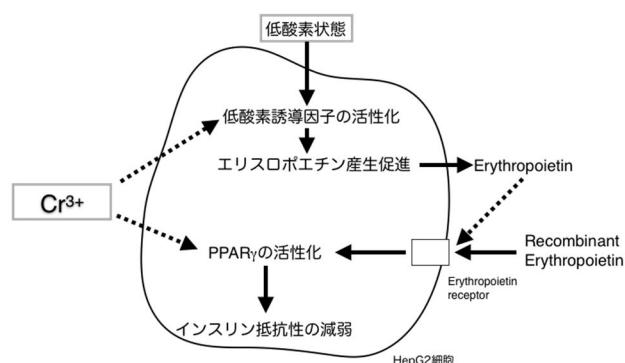 低酸素状態
低酸素誘導因子の活性化
エリスロポエチン産生促進
Erythropoietin
Cr3+
PPARγの活性化
Recombinant
Erythropoietin
Erythropoietin
receptor
インスリン抵抗性の減弱
HepG2細胞